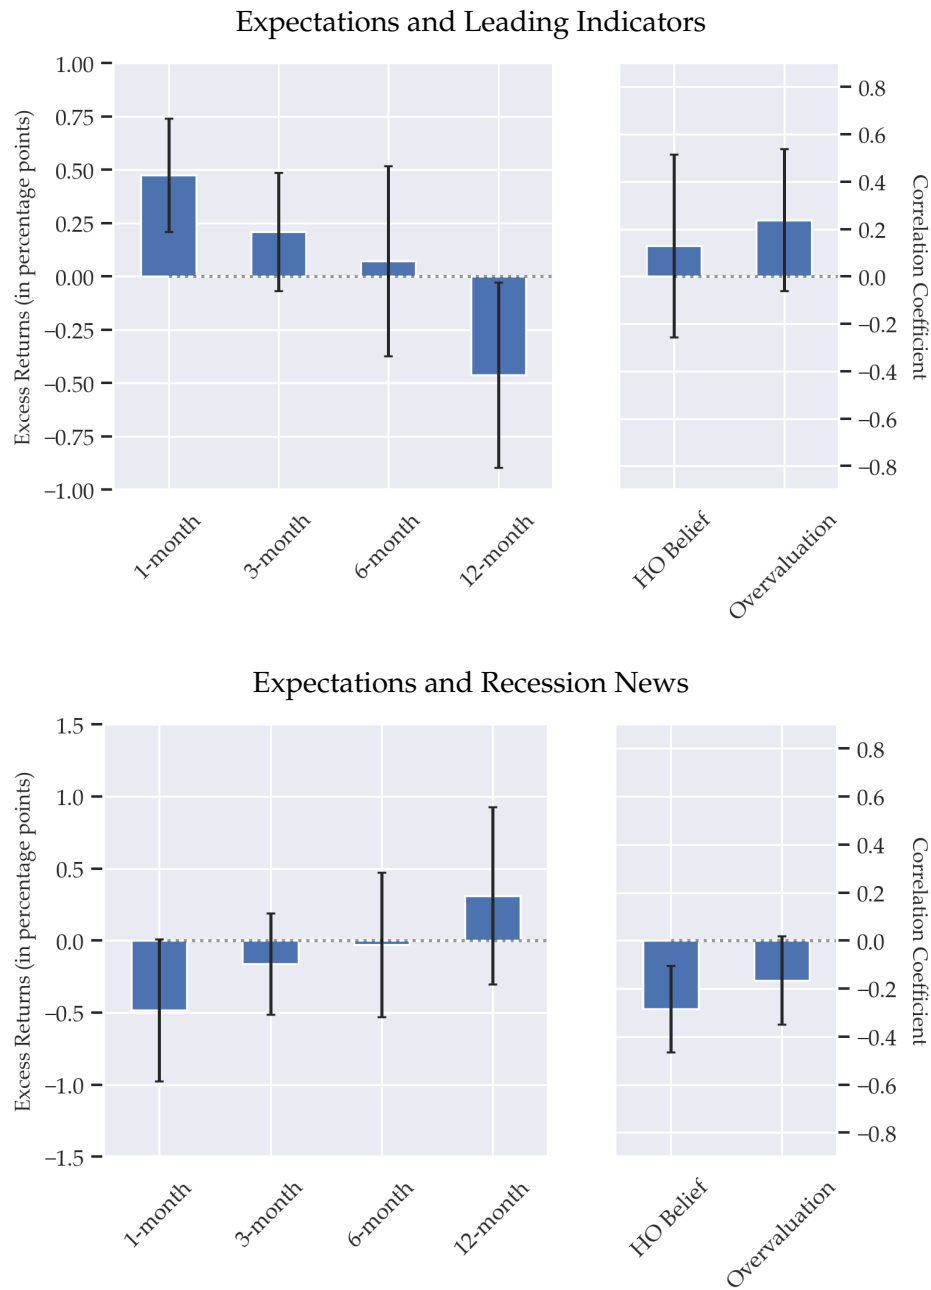 Expectations and Leading Indicators
Excess Returns (in percentage points)
1.00
0.75
0.50
0.25
0.00
−0.25
−0.50
−0.75
−1.00
1-month
3-month
6-month
12-month
0.8
0.6
0.4
0.2
0.0
−0.2
−0.4
−0.6
−0.8
Correlation Coefficient
HO Belief
Overvaluation
Expectations and Recession News
Excess Returns (in percentage points)
1.5
1.0
0.5
0.0
−0.5
−1.0
−1.5
1-month
3-month
6-month
12-month
0.8
0.6
0.4
0.2
0.0
−0.2
−0.4
−0.6
−0.8
Correlation Coefficient
HO Belief
Overvaluation